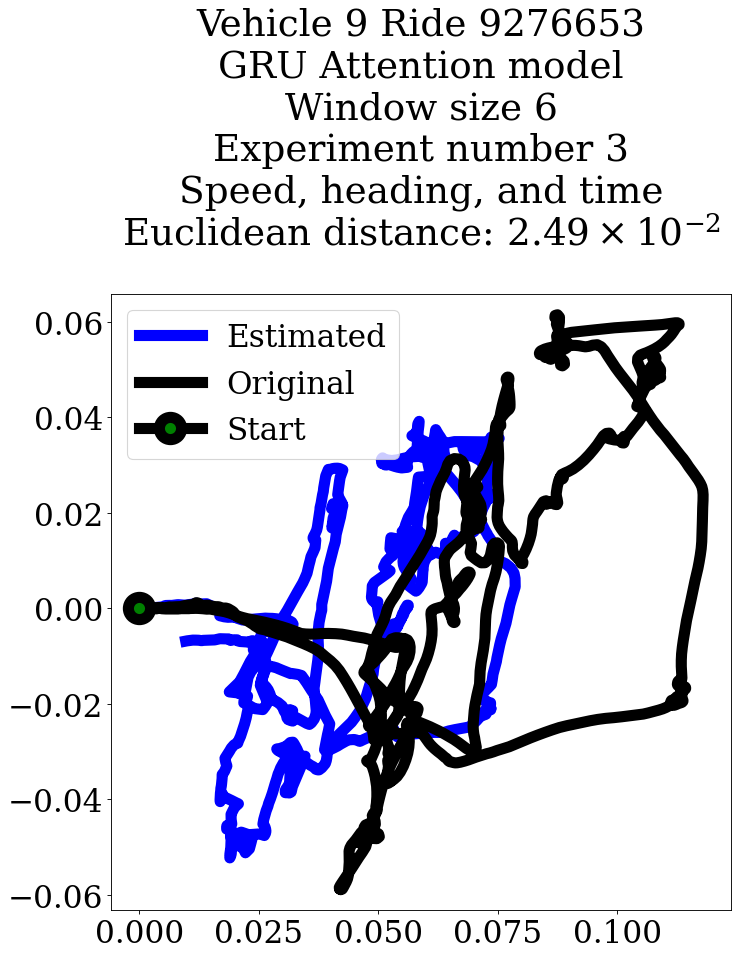 Vehicle 9 Ride 9276653
GRU Attention model
Window size 6
Experiment number 3
Speed, heading, and time
Euclidean distance: 2.49 × 10⁻²
Estimated
Original
Start
0.06
0.04
0.02
0.00
−0.02
−0.04
−0.06
0.000 0.025 0.050 0.075 0.100